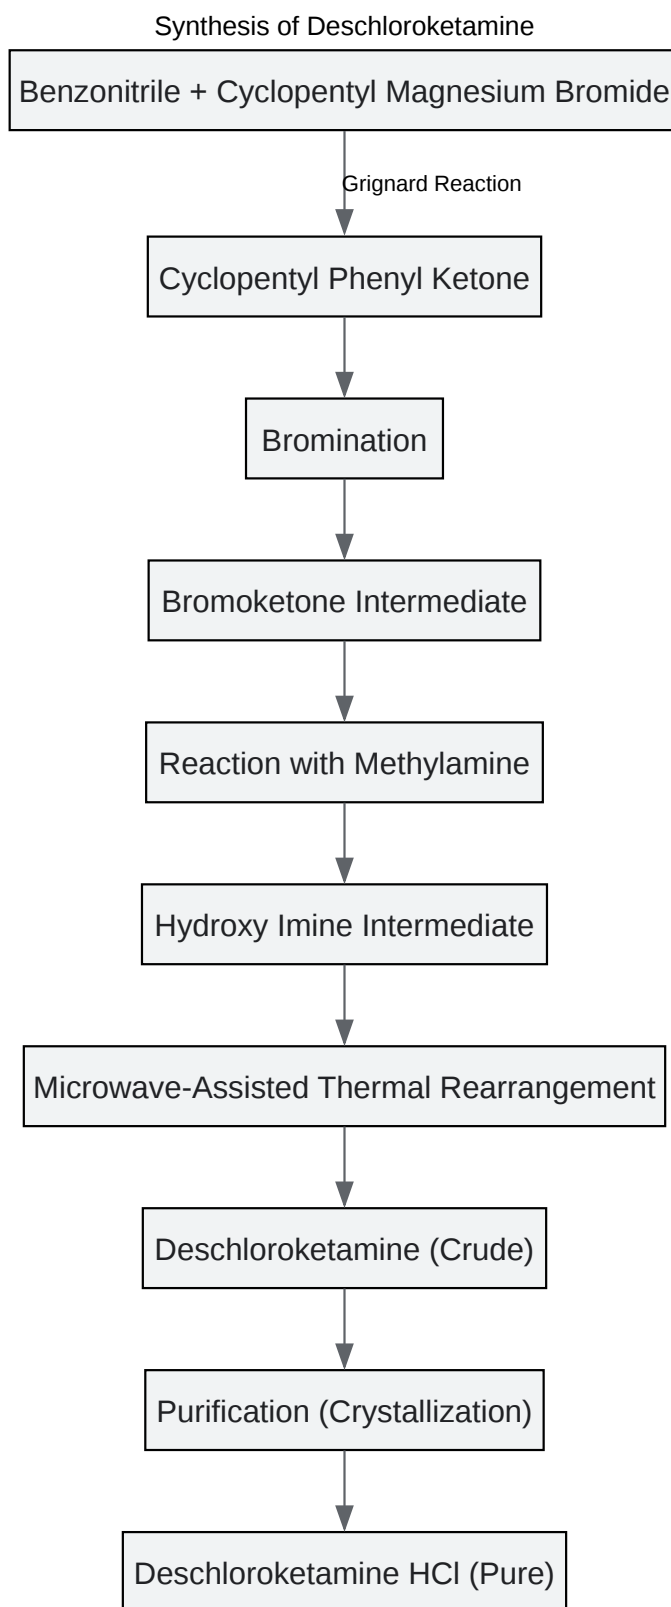 Synthesis of Deschloroketamine
Benzonitrile + Cyclopentyl Magnesium Bromide
Grignard Reaction
Cyclopentyl Phenyl Ketone
Bromination
Bromoketone Intermediate
Reaction with Methylamine
Hydroxy Imine Intermediate
Microwave-Assisted Thermal Rearrangement
Deschloroketamine (Crude)
Purification (Crystallization)
Deschloroketamine HCl (Pure)